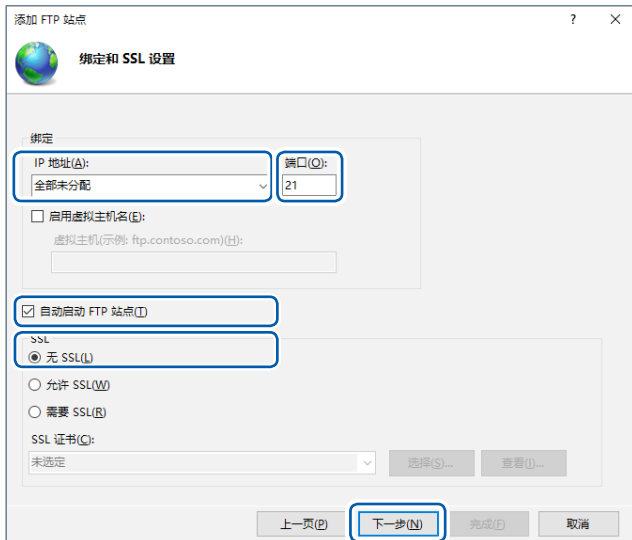 添加 FTP 站点
? ×
绑定和 SSL 设置
绑定
IP 地址(A): 端口(O):
全部未分配 21
启用虚拟主机名(E):
虚拟主机(示例: ftp.contoso.com)(H):
自动启动 FTP 站点(T)
SSL
无 SSL(L)
允许 SSL(W)
需要 SSL(R)
SSL 证书(C):
未选定 选择(S)... 查看(I)...
上一页(P) 下一步(N) 完成(F) 取消